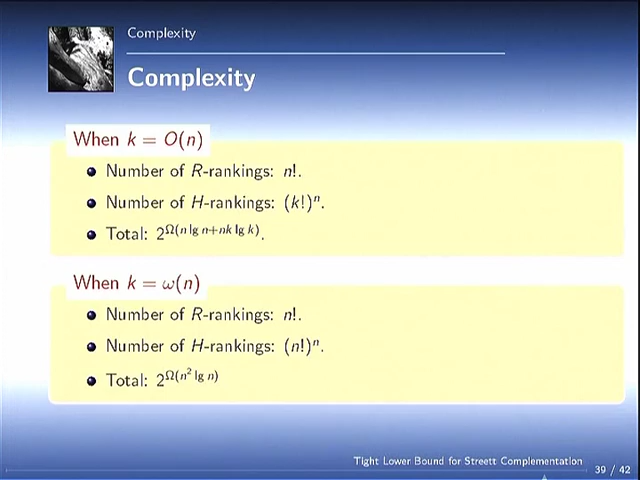 Complexity
Complexity
When k = O(n)
Number of R-rankings: n!.
Number of H-rankings: (k!)ⁿ.
Total: 2^Ω(n lg n+nk lg k).
When k = ω(n)
Number of R-rankings: n!.
Number of H-rankings: (n!)ⁿ.
Total: 2^Ω(n² lg n)
Tight Lower Bound for Streett Complementation
39 / 42